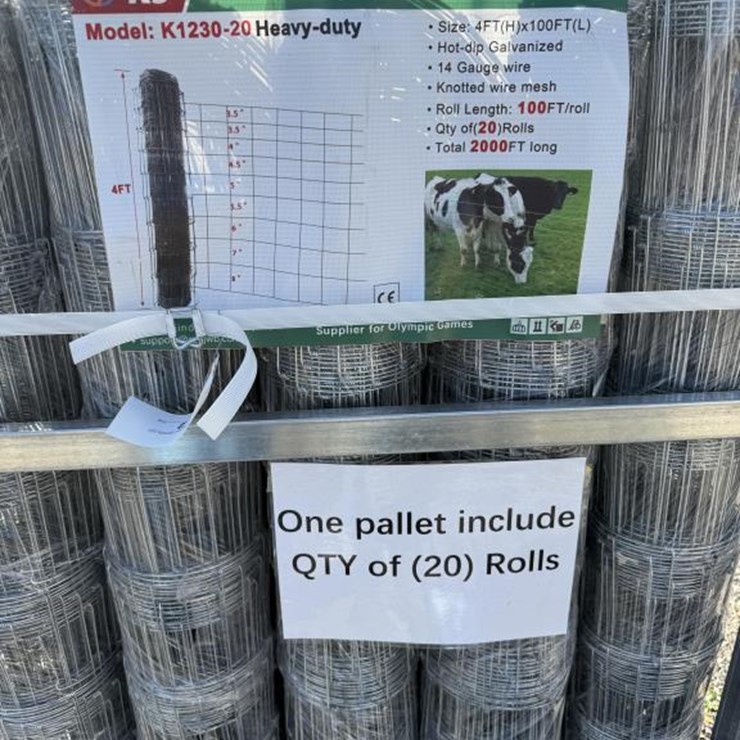 Model: K1230-20 Heavy-duty
• Size: 4FT(H)x100FT(L)
• Hot-dip Galvanized
• 14 Gauge wire
• Knotted wire mesh
• Roll Length: 100FT/roll
• Qty of(20)Rolls
• Total 2000FT long
4FT
3.5"
3.5"
4"
4.5"
5"
5.5"
6"
7"
8"
CE
Supplier for Olympic Games
One pallet include
QTY of (20) Rolls